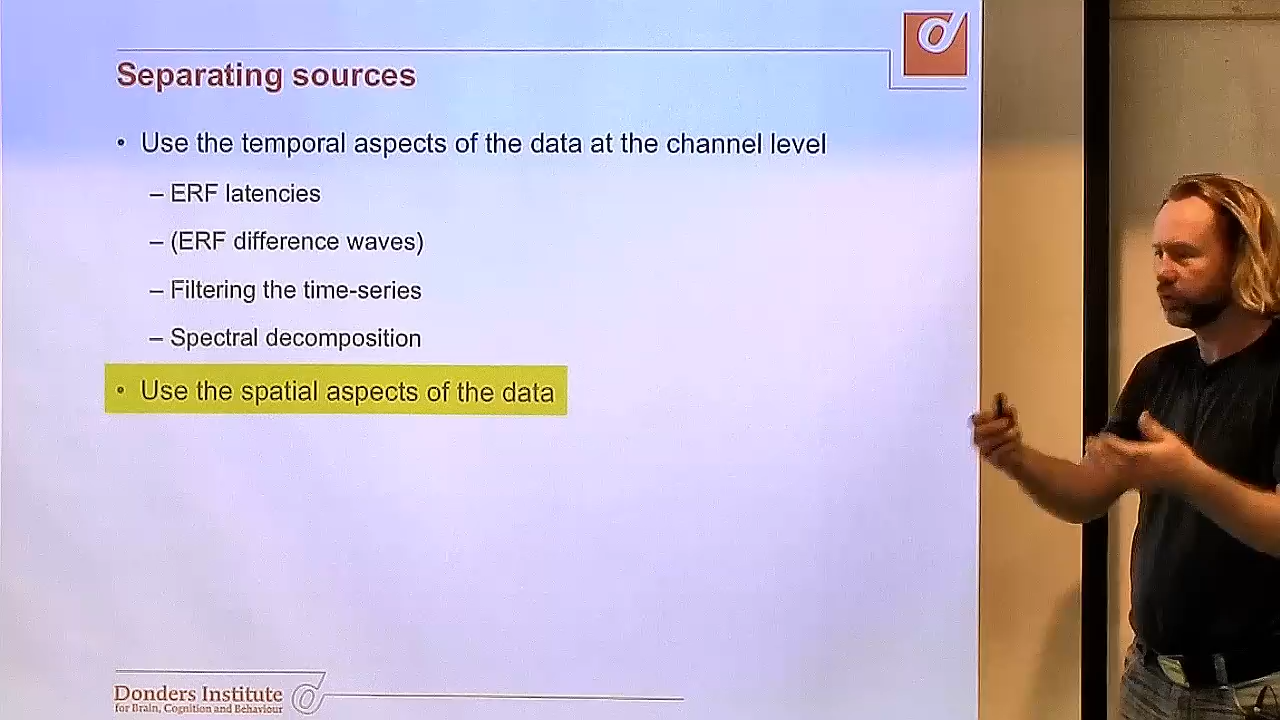 Separating sources
• Use the temporal aspects of the data at the channel level
– ERF latencies
– (ERF difference waves)
– Filtering the time-series
– Spectral decomposition
• Use the spatial aspects of the data
Donders Institute
for Brain, Cognition and Behaviour